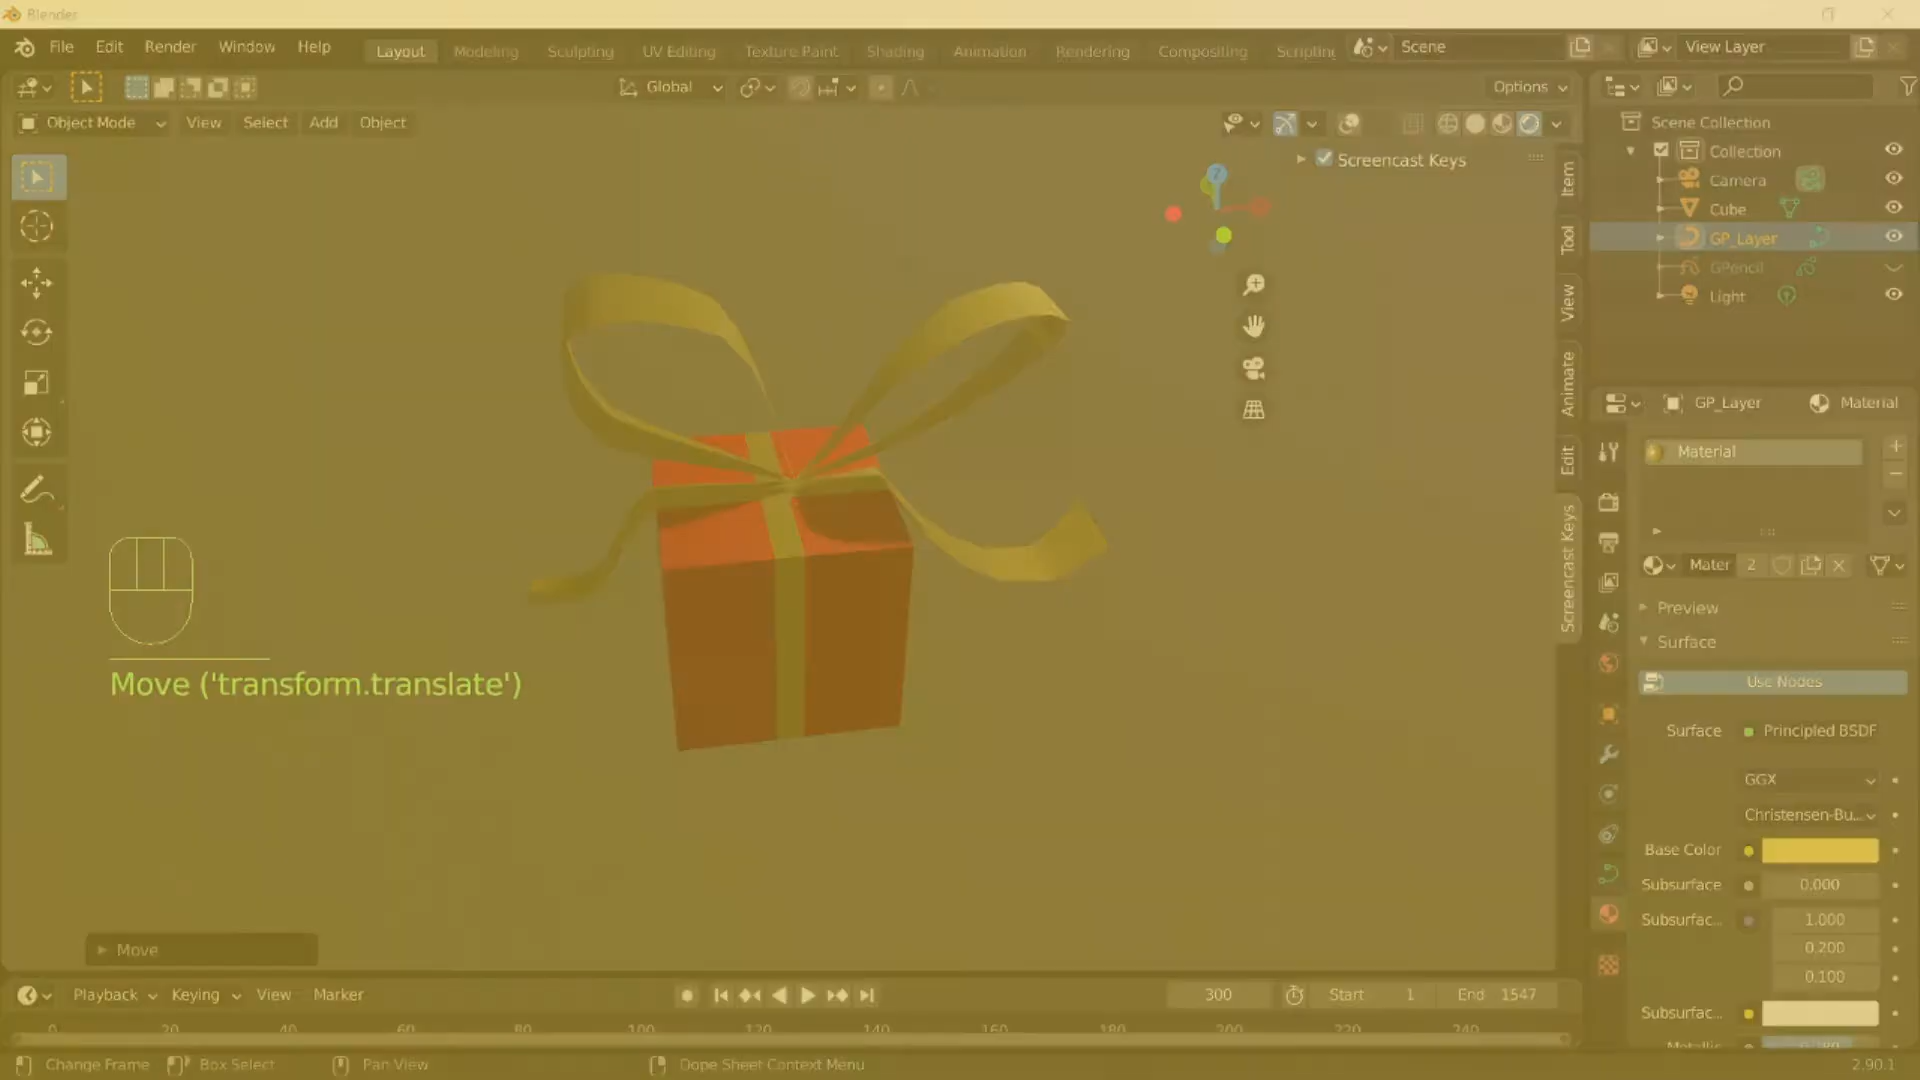 Blender
File Edit Render Window Help Layout Modeling Sculpting UV Editing Texture Paint Shading Animation Rendering Compositing Scripting Scene View Layer
Global Options
Object Mode View Select Add Object
Screencast Keys
Z
Item
Tool
View
Animate
Edit
Screencast Keys
Scene Collection
Collection
Camera
Cube
GP_Layer
GPencil
Light
GP_Layer Material
Material
Mater 2
Preview
Surface
Use Nodes
Surface Principled BSDF
GGX
Christensen-Bu...
Base Color
Subsurface 0.000
Subsurfac... 1.000
0.200
0.100
Subsurfac...
Metallic
Move ('transform.translate')
Move
Playback Keying View Marker 300 Start 1 End 1547
0 20 40 60 80 100 120 140 160 180 200 220 240
Change Frame Box Select Pan View Dope Sheet Context Menu 2.90.1